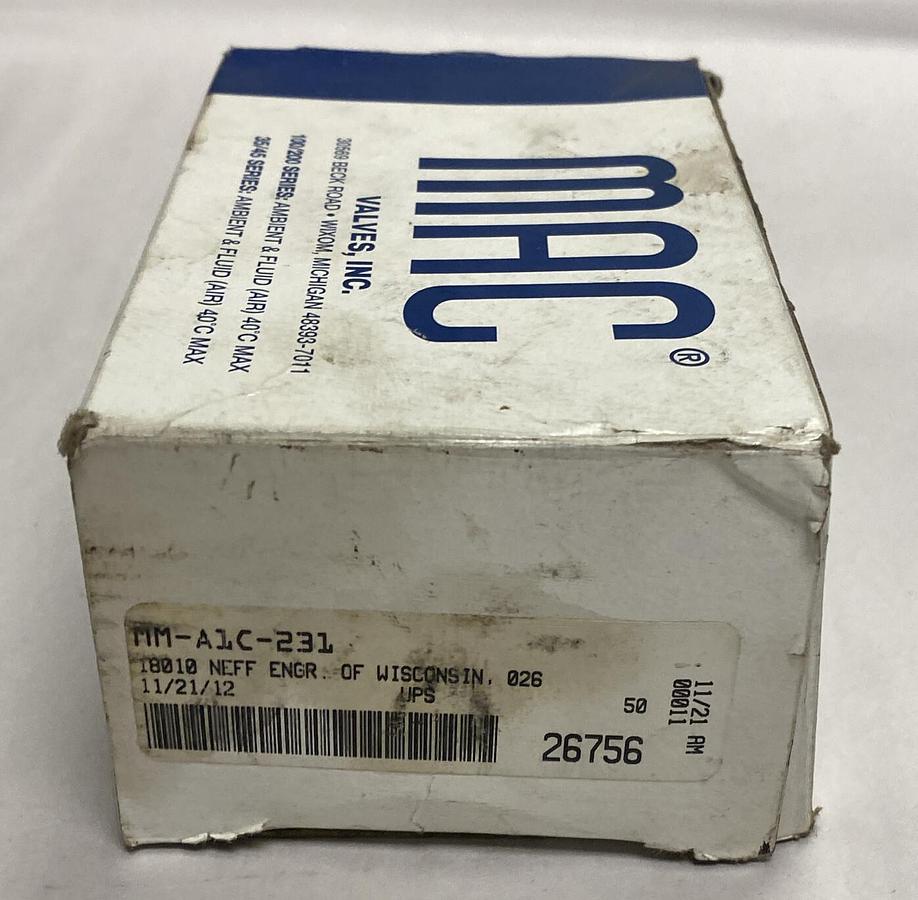 mAC®
VALVES, INC.
30569 BECK ROAD • WIXOM, MICHIGAN 48393-7011
100/200 SERIES: AMBIENT & FLUID (AIR) 40°C MAX
35/45 SERIES: AMBIENT & FLUID (AIR) 40°C MAX
MM-A1C-231
18010 NEFF ENGR. OF WISCONSIN, 026
11/21/12 UPS
50
26756
11/21 AM
00011